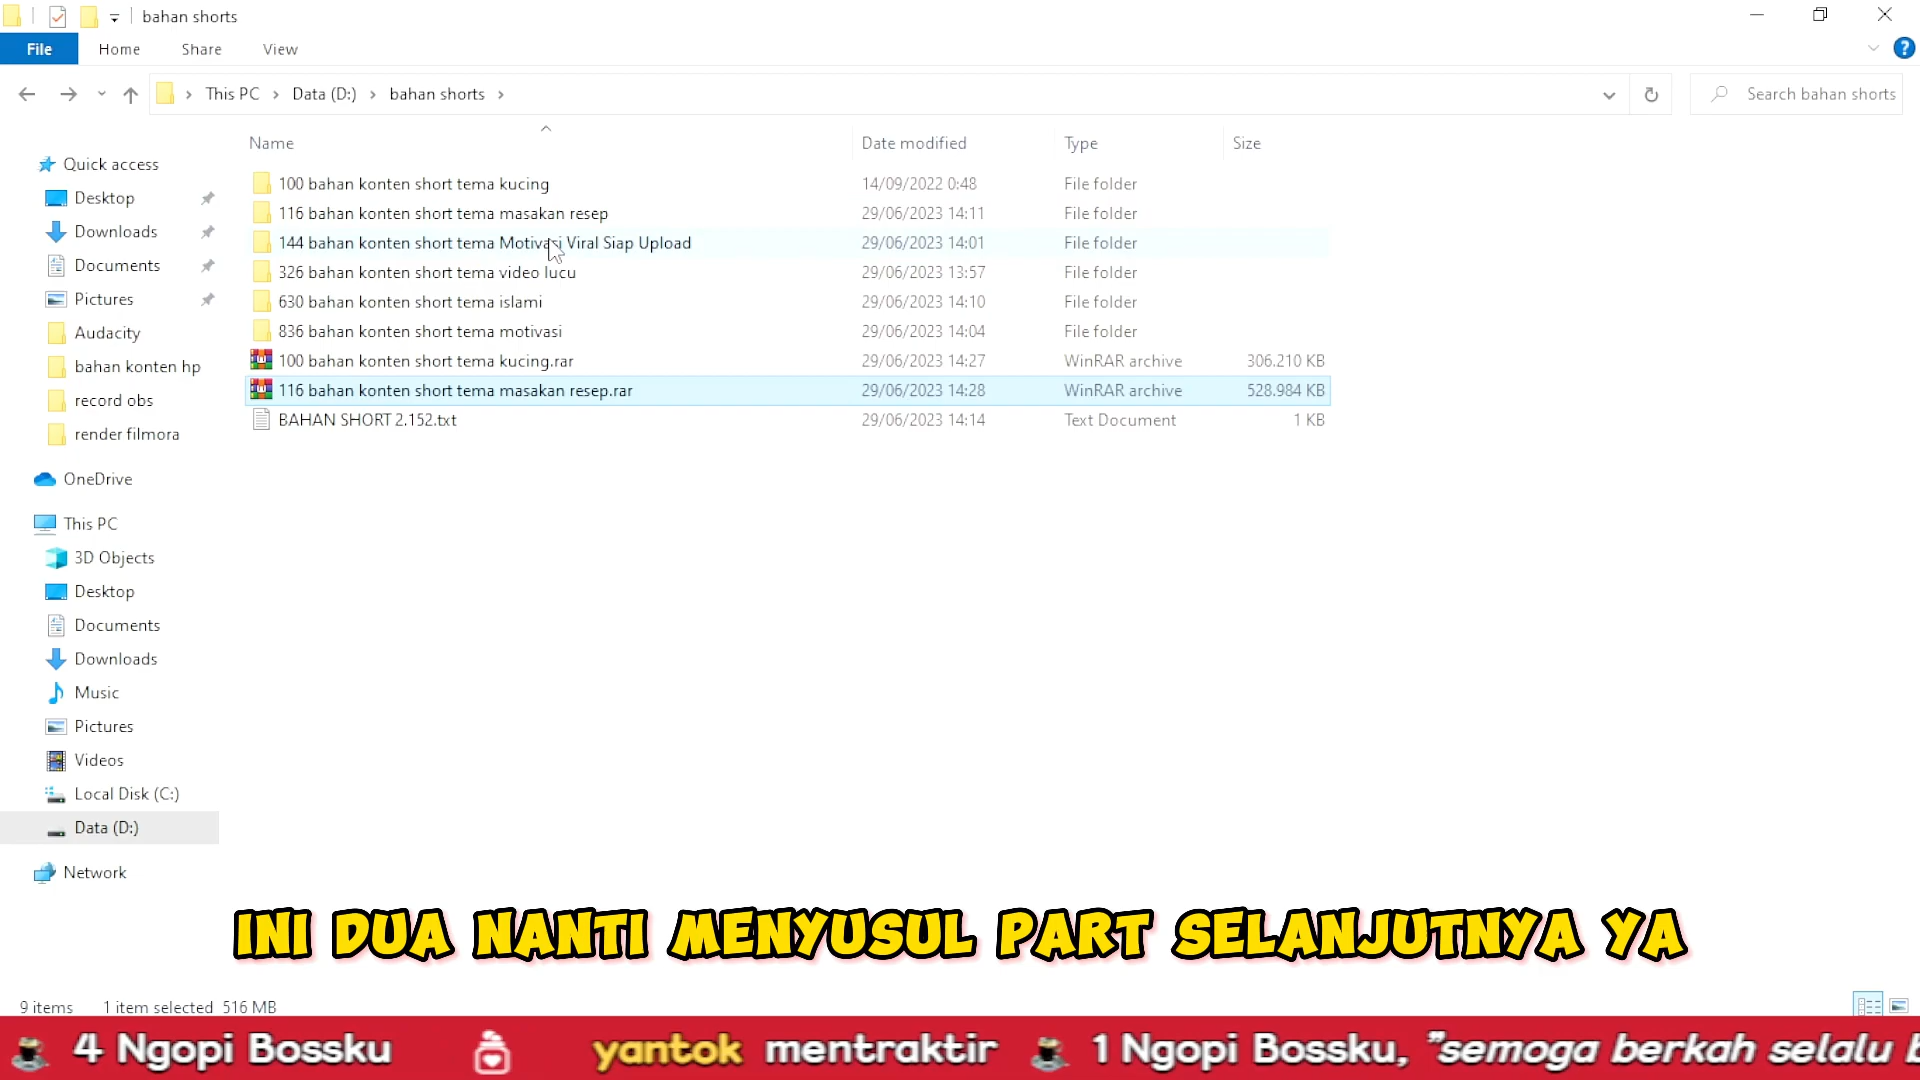 bahan shorts
File Home Share View
This PC > Data (D:) > bahan shorts >
Search bahan shorts
Name Date modified Type Size
Quick access
Desktop
Downloads
Documents
Pictures
Audacity
bahan konten hp
record obs
render filmora
OneDrive
This PC
3D Objects
Desktop
Documents
Downloads
Music
Pictures
Videos
Local Disk (C:)
Data (D:)
Network
100 bahan konten short tema kucing 14/09/2022 0:48 File folder
116 bahan konten short tema masakan resep 29/06/2023 14:11 File folder
144 bahan konten short tema Motivasi Viral Siap Upload 29/06/2023 14:01 File folder
326 bahan konten short tema video lucu 29/06/2023 13:57 File folder
630 bahan konten short tema islami 29/06/2023 14:10 File folder
836 bahan konten short tema motivasi 29/06/2023 14:04 File folder
100 bahan konten short tema kucing.rar 29/06/2023 14:27 WinRAR archive 306.210 KB
116 bahan konten short tema masakan resep.rar 29/06/2023 14:28 WinRAR archive 528.984 KB
BAHAN SHORT 2.152.txt 29/06/2023 14:14 Text Document 1 KB
INI DUA NANTI MENYUSUL PART SELANJUTNYA YA
9 items 1 item selected 516 MB
4 Ngopi Bossku yantok mentraktir 1 Ngopi Bossku, "semoga berkah selalu